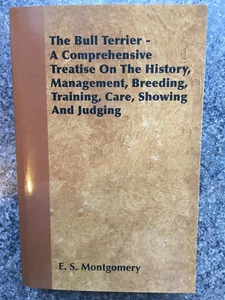 The Bull Terrier -
A Comprehensive
Treatise On The History,
Management, Breeding,
Training, Care, Showing
And Judging
E. S. Montgomery